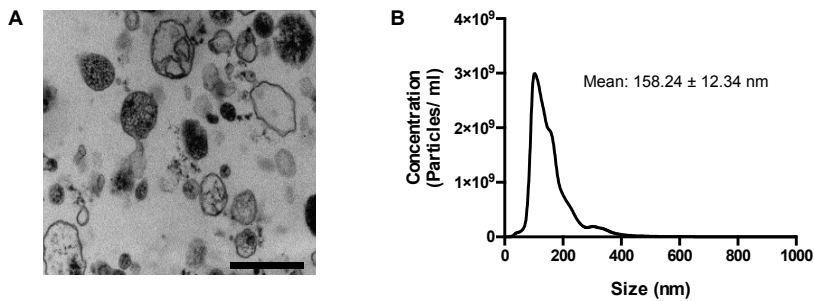 A
B
4×10⁹
3×10⁹
2×10⁹
1×10⁹
0
Concentration
(Particles/ ml)
Mean: 158.24 ± 12.34 nm
0 200 400 600 800 1000
Size (nm)